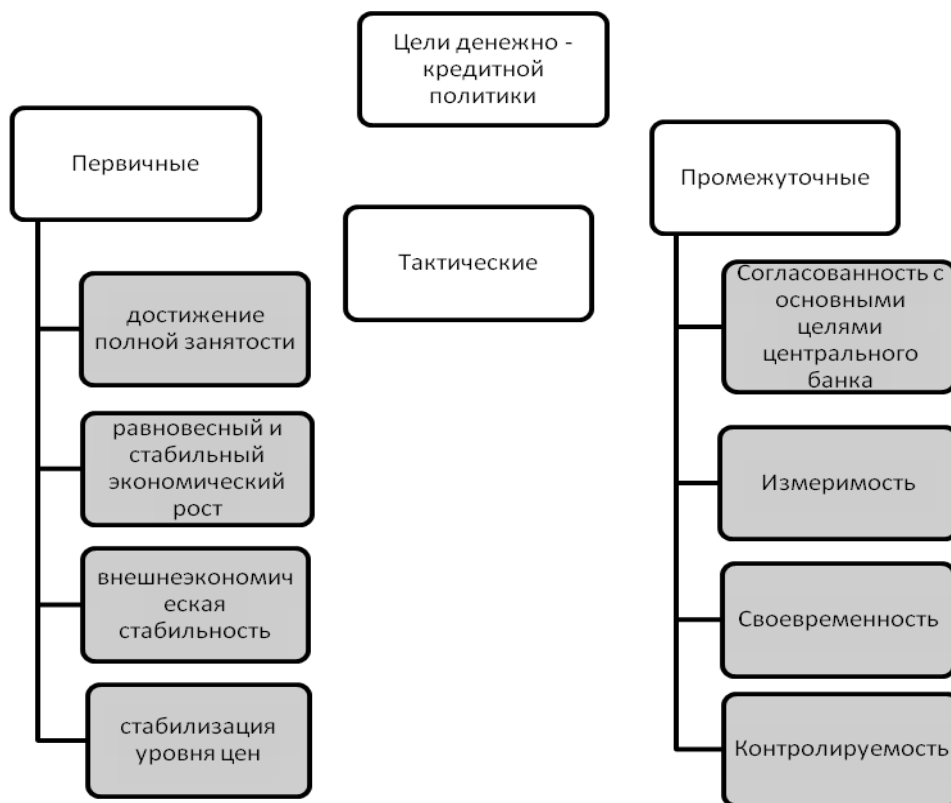 Цели денежно -
кредитной
политики
Первичные
Промежуточные
Тактические
достижение
полной занятости
равновесный и
стабильный
экономический
рост
внешнеэкономич
еская
стабильность
стабилизация
уровня цен
Согласованность с
основными
целями
центрального
банка
Измеримость
Своевременность
Контролируемость